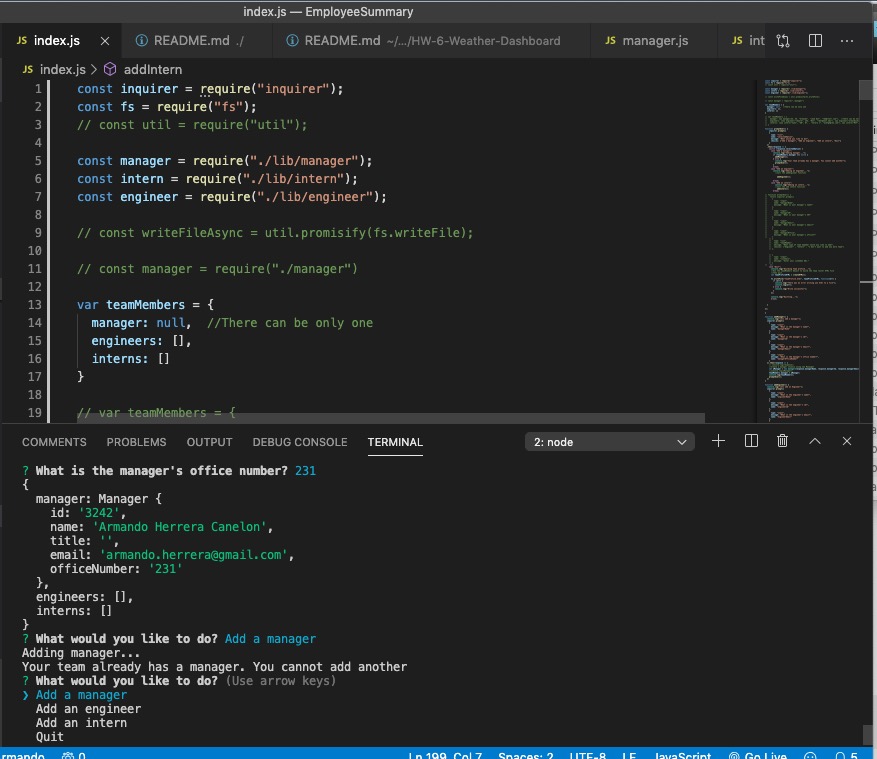 index.js — EmployeeSummary
JS index.js × README.md ./ README.md ~/.../HW-6-Weather-Dashboard JS manager.js JS int ...
JS index.js > addIntern
1 const inquirer = require("inquirer");
2 const fs = require("fs");
3 // const util = require("util");
4
5 const manager = require("./lib/manager");
6 const intern = require("./lib/intern");
7 const engineer = require("./lib/engineer");
8
9 // const writeFileAsync = util.promisify(fs.writeFile);
10
11 // const manager = require("./manager")
12
13 var teamMembers = {
14 manager: null, //There can be only one
15 engineers: [],
16 interns: []
17 }
18
19 // var teamMembers = {
COMMENTS PROBLEMS OUTPUT DEBUG CONSOLE TERMINAL 2: node
? What is the manager's office number? 231
{
manager: Manager {
id: '3242',
name: 'Armando Herrera Canelon',
title: '',
email: 'armando.herrera@gmail.com',
officeNumber: '231'
},
engineers: [],
interns: []
}
? What would you like to do? Add a manager
Adding manager...
Your team already has a manager. You cannot add another
? What would you like to do? (Use arrow keys)
❯ Add a manager
Add an engineer
Add an intern
Quit
rmando 0 Ln 199, Col 7 Spaces: 2 UTF-8 LF JavaScript Go Live 5